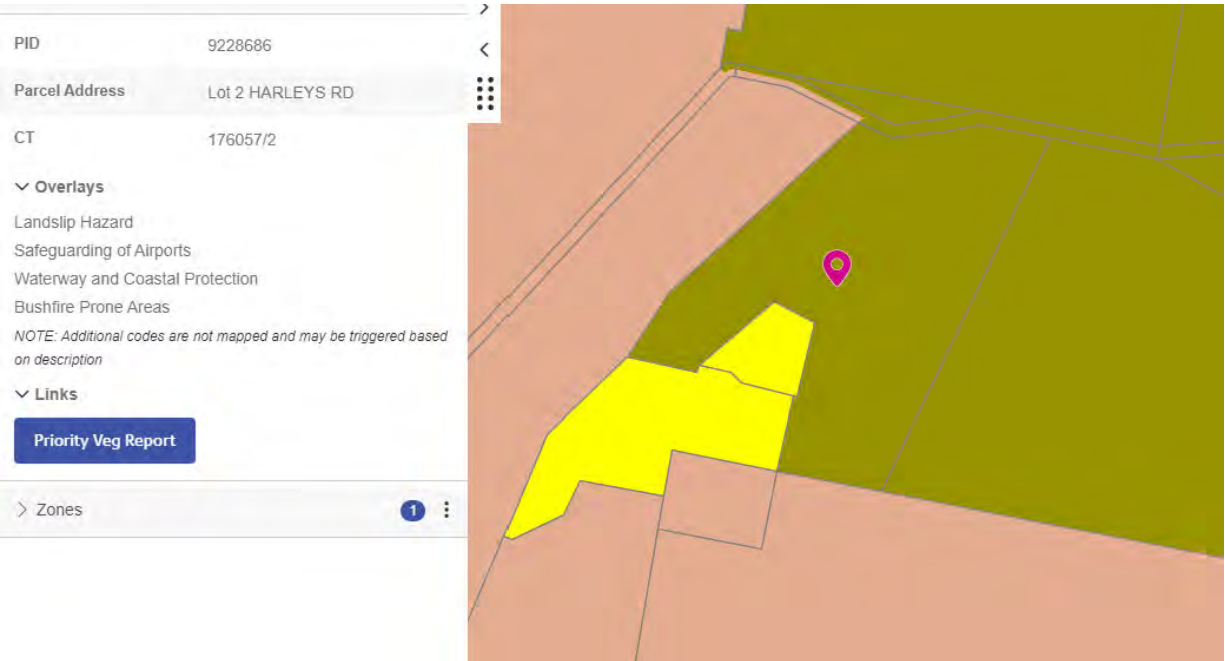 PID 9228686
Parcel Address Lot 2 HARLEYS RD
CT 176057/2
Overlays
Landslip Hazard
Safeguarding of Airports
Waterway and Coastal Protection
Bushfire Prone Areas
NOTE: Additional codes are not mapped and may be triggered based
on description
Links
Priority Veg Report
Zones 1